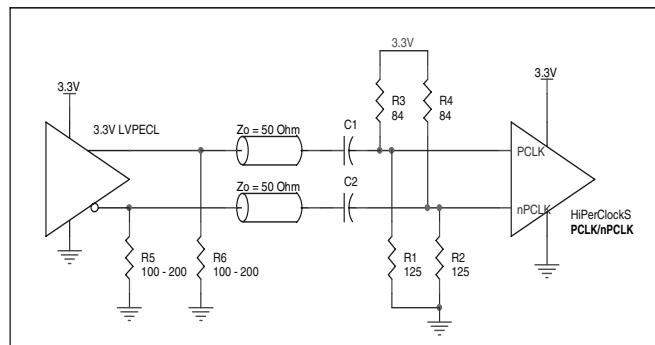 3.3V
3.3V
3.3V
3.3V LVPECL
R3
84
R4
84
Zo = 50 Ohm
C1
PCLK
Zo = 50 Ohm
C2
nPCLK
HiPerClockS
PCLK/nPCLK
R5
100 - 200
R6
100 - 200
R1
125
R2
125